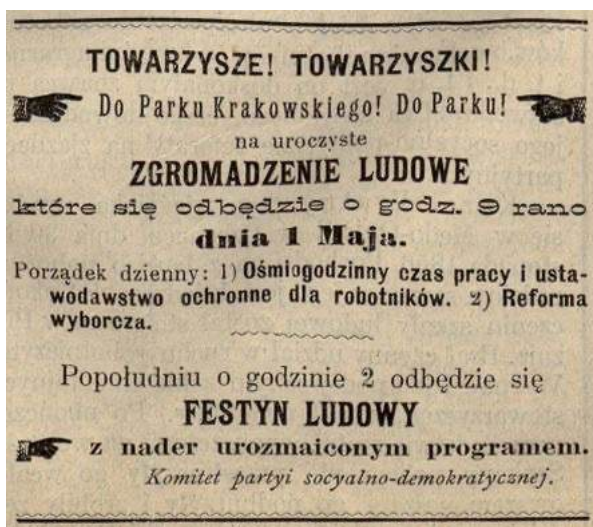 TOWARZYSZE! TOWARZYSZKI!
Do Parku Krakowskiego! Do Parku!
na uroczyste
ZGROMADZENIE LUDOWE
które się odbędzie o godz. 9 rano
dnia 1 Maja.
Porządek dzienny: 1) Ośmiogodzinny czas pracy i usta-
wodawstwo ochronne dla robotników. 2) Reforma
wyborcza.
Popołudniu o godzinie 2 odbędzie się
FESTYN LUDOWY
z nader urozmaiconym programem.
Komitet partyi socyalno-demokratycznej.